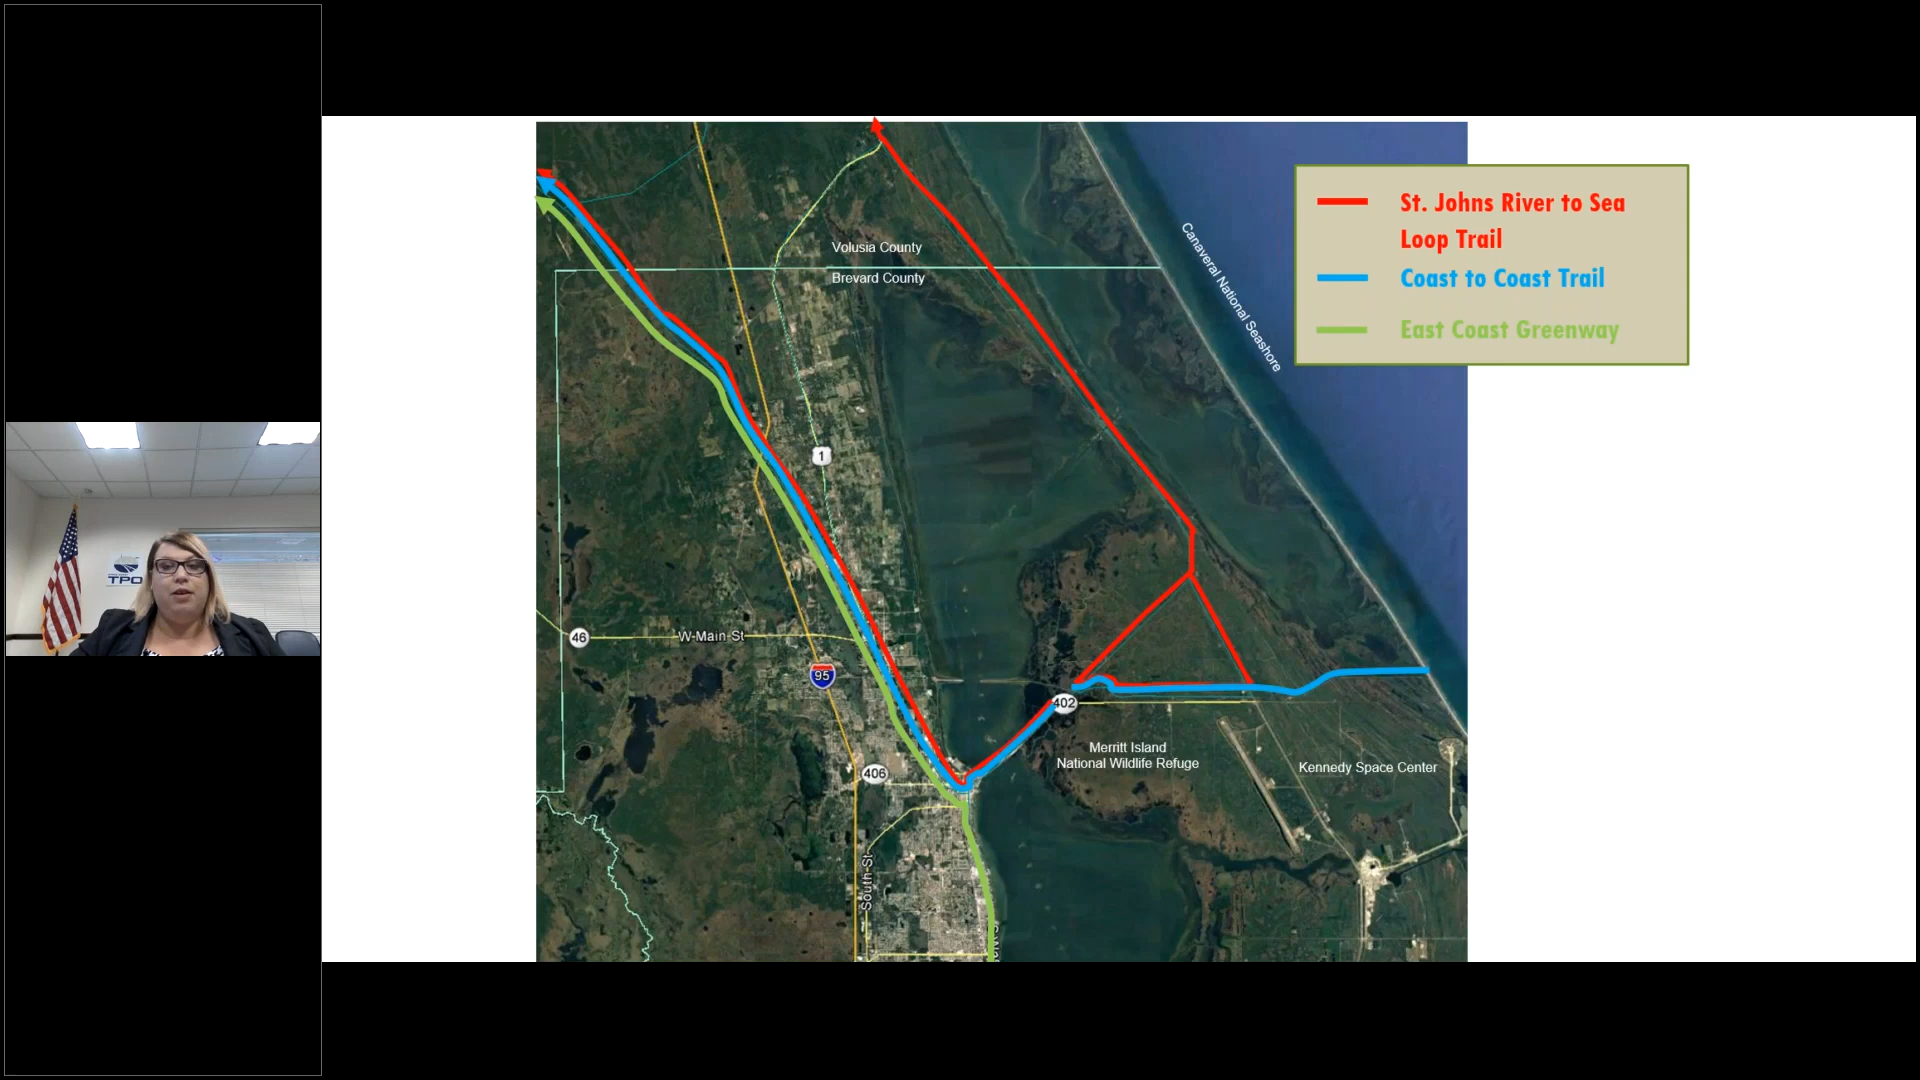 TPO
St. Johns River to Sea
Loop Trail
Coast to Coast Trail
East Coast Greenway
Canaveral National Seashore
Volusia County
Brevard County
1
46
W-Main-St
95
402
Merritt Island
National Wildlife Refuge
Kennedy Space Center
406
South-St